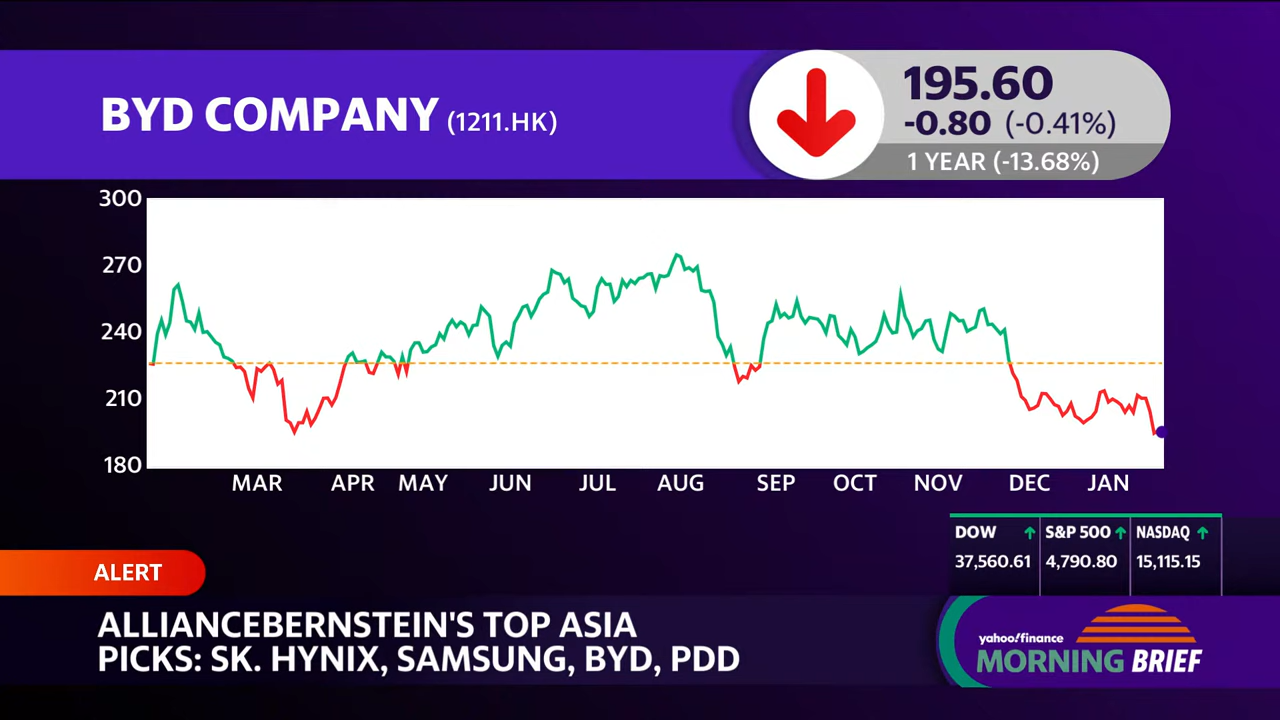 BYD COMPANY (1211.HK)
195.60
-0.80 (-0.41%)
1 YEAR (-13.68%)
300
270
240
210
180
MAR APR MAY JUN JUL AUG SEP OCT NOV DEC JAN
DOW S&P 500 NASDAQ
37,560.61 4,790.80 15,115.15
ALERT
ALLIANCEBERNSTEIN'S TOP ASIA
PICKS: SK. HYNIX, SAMSUNG, BYD, PDD
yahoo!finance
MORNING BRIEF